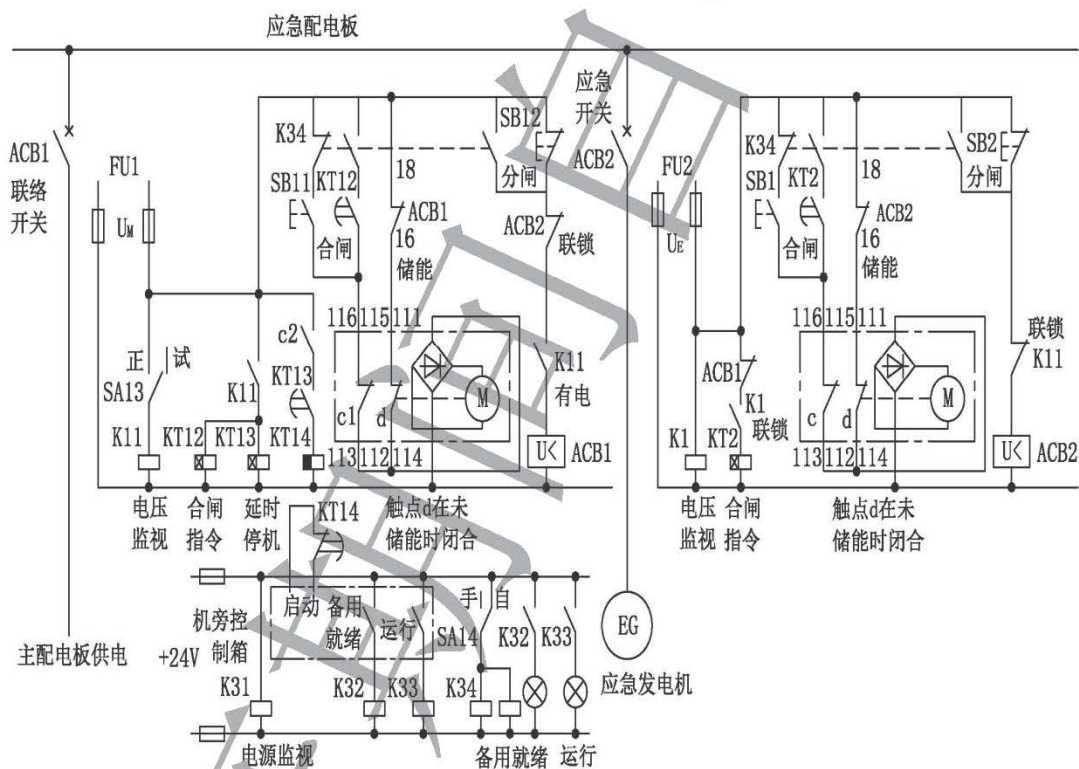 应急配电板
ACB1
联络
开关
FU1
UM
K34
SB11
KT12
合闸
18
ACB1
16
储能
SB12
分闸
ACB2
联锁
应急
开关
ACB2
FU2
UE
K34
SB1
KT2
合闸
18
ACB2
16
储能
SB2
分闸
正 试
SA13
K11
c2
KT13
116 115 111
c1
d
M
K11
有电
ACB1
K1
联锁
116 115 111
c
d
M
联锁
K11
K11
KT12
KT13
KT14
113 112 114
U<
ACB1
K1
KT2
113 112 114
U<
ACB2
电压
监视
合闸
指令
延时
停机
触点d在未
储能时闭合
电压
监视
合闸
指令
触点d在未
储能时闭合
KT14
机旁控
制箱
启动
备用
就绪
运行
手 自
SA14
K32
K33
EG
主配电板供电
+24V
K31
K32
K33
K34
应急发电机
电源监视
备用就绪
运行